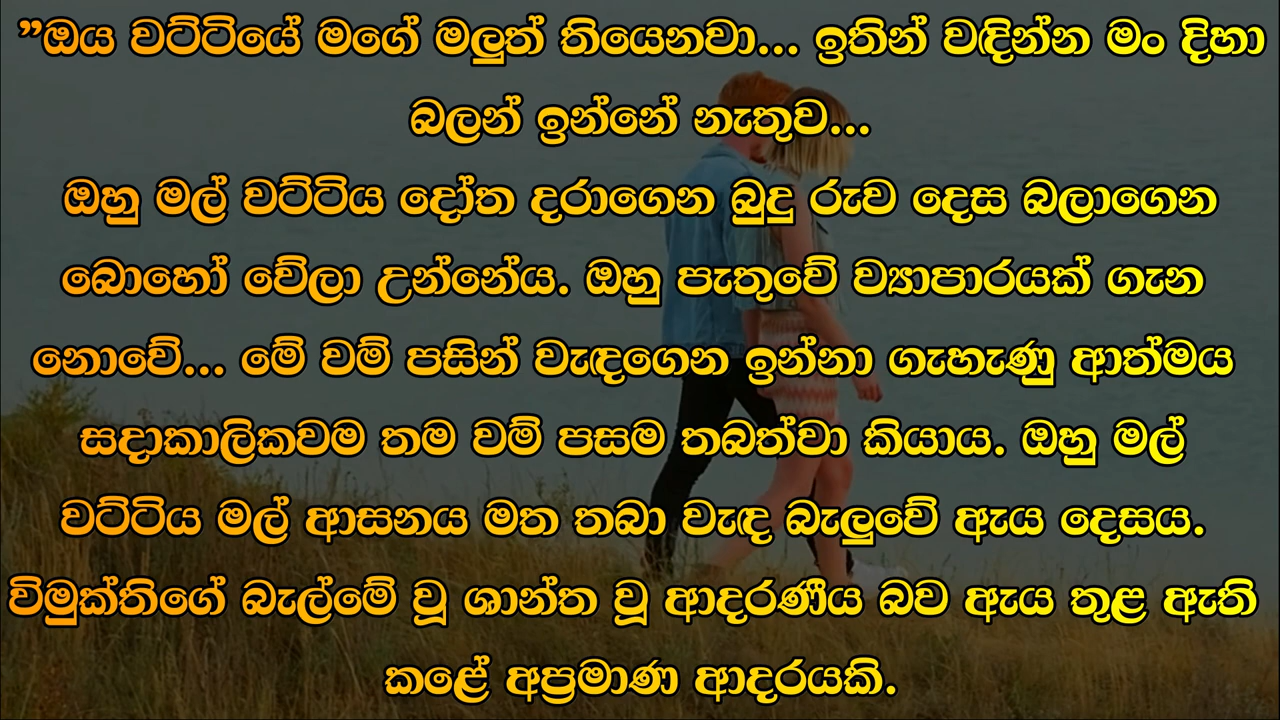 ”ඔය වට්ටියේ මගේ මලුත් තියෙනවා... ඉතින් වඳින්න මං දිහා
බලන් ඉන්නේ නැතුව...
ඔහු මල් වට්ටිය දෝත දරාගෙන බුදු රුව දෙස බලාගෙන
බොහෝ වේලා උන්නේය. ඔහු පැතුවේ ව්‍යාපාරයක් ගැන
නොවේ... මේ වම් පසින් වැඳගෙන ඉන්නා ගැහැණු ආත්මය
සදාකාලිකවම තම වම් පසම තබත්වා කියාය. ඔහු මල්
වට්ටිය මල් ආසනය මත තබා වැඳ බැලුවේ ඇය දෙසය.
විමුක්තිගේ බැල්මේ වූ ශාන්ත වූ ආදරණීය බව ඇය තුළ ඇති
කළේ අප්‍රමාණ ආදරයකි.